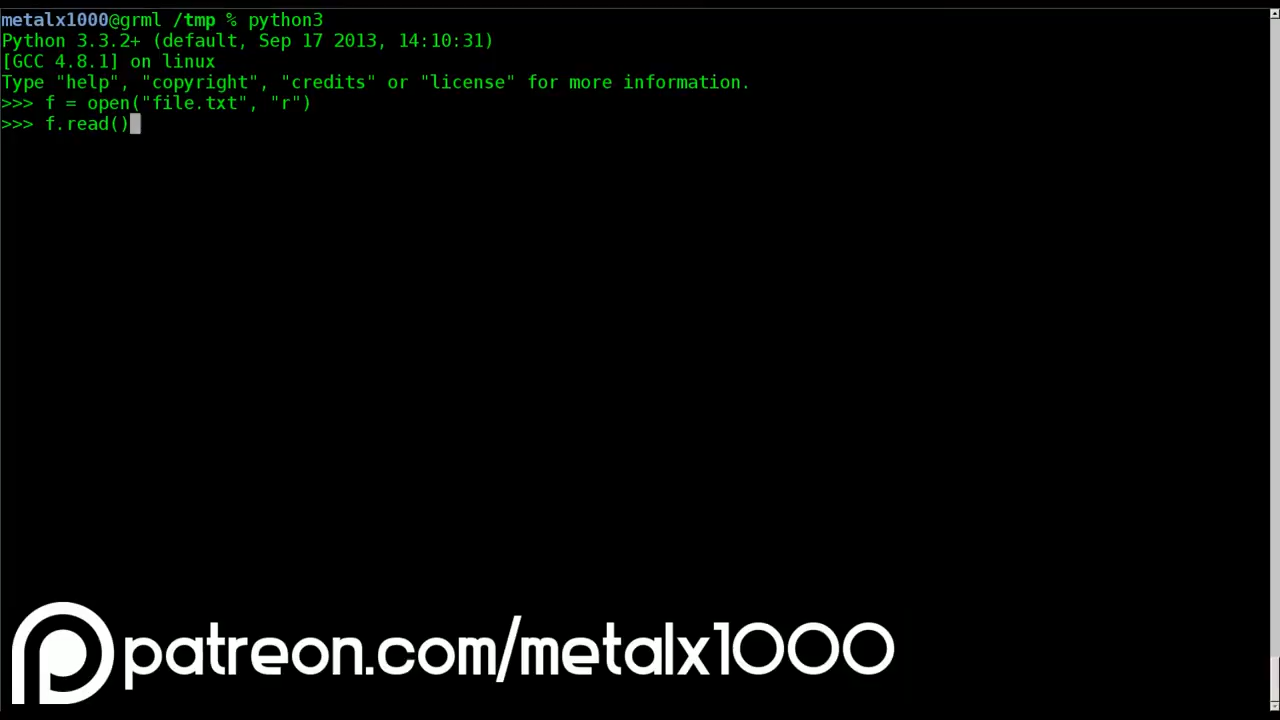 metalx1000@grml /tmp % python3
Python 3.3.2+ (default, Sep 17 2013, 14:10:31)
[GCC 4.8.1] on linux
Type "help", "copyright", "credits" or "license" for more information.
>>> f = open("file.txt", "r")
>>> f.read()
patreon.com/metalx1000